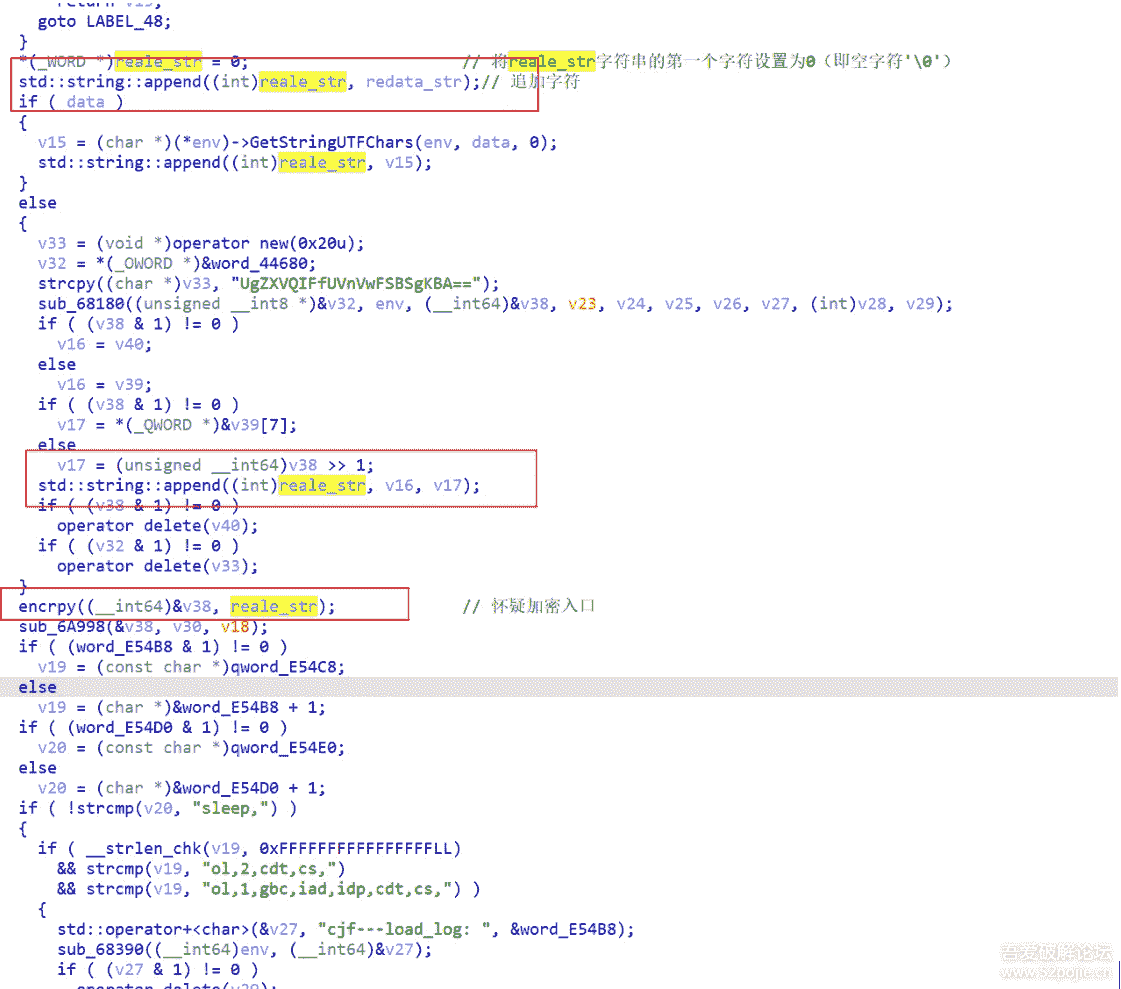 return v19;
goto LABEL_48;
}
*(_WORD *)reale_str = 0; // 将reale_str字符串的第一个字符设置为0（即空字符'\0'）
std::string::append((int)reale_str, redata_str);// 追加字符
if ( data )
{
v15 = (char *)(*env)->GetStringUTFChars(env, data, 0);
std::string::append((int)reale_str, v15);
}
else
{
v33 = (void *)operator new(0x20u);
v32 = *(_OWORD *)&word_44680;
strcpy((char *)v33, "UgZXVQIFfUVnVwFSBSgKBA==");
sub_68180((unsigned __int8 *)&v32, env, (__int64)&v38, v23, v24, v25, v26, v27, (int)v28, v29);
if ( (v38 & 1) != 0 )
v16 = v40;
else
v16 = v39;
if ( (v38 & 1) != 0 )
v17 = *(_QWORD *)&v39[7];
else
v17 = (unsigned __int64)v38 >> 1;
std::string::append((int)reale_str, v16, v17);
if ( (v38 & 1) != 0 )
operator delete(v40);
if ( (v32 & 1) != 0 )
operator delete(v33);
}
encrpy((__int64)&v38, reale_str); // 怀疑加密入口
sub_6A998(&v38, v30, v18);
if ( (word_E54B8 & 1) != 0 )
v19 = (const char *)qword_E54C8;
else
v19 = (char *)&word_E54B8 + 1;
if ( (word_E54D0 & 1) != 0 )
v20 = (const char *)qword_E54E0;
else
v20 = (char *)&word_E54D0 + 1;
if ( !strcmp(v20, "sleep,") )
{
if ( __strlen_chk(v19, 0xFFFFFFFFFFFFFFFFLL)
&& strcmp(v19, "ol,2,cdt,cs,")
&& strcmp(v19, "ol,1,gbc,iad,idp,cdt,cs,") )
{
std::operator+<char>(&v27, "cjf---load_log: ", &word_E54B8);
sub_68390((__int64)env, (__int64)&v27);
if ( (v27 & 1) != 0 )
operator delete(v29);
吾爱破解论坛
www.52pojie.cn